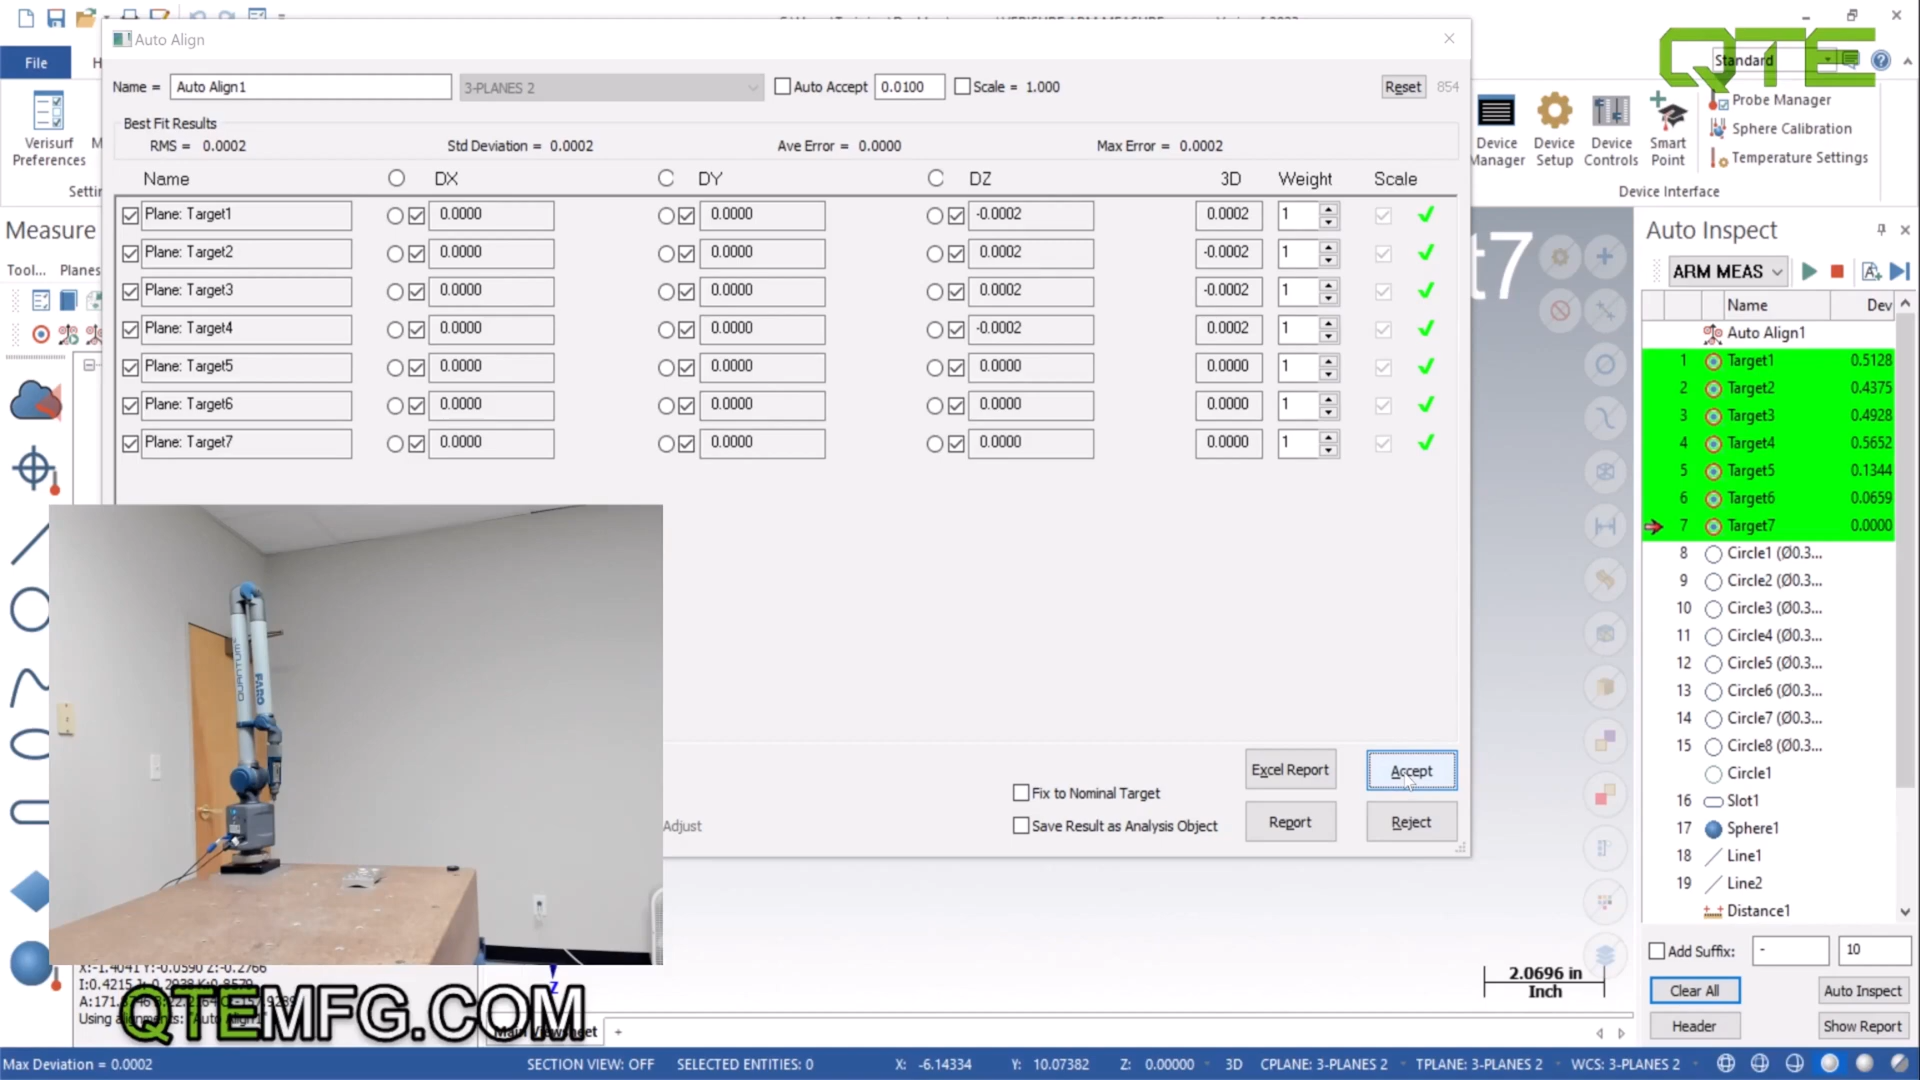 Auto Align
Standard
QTE
File
Name =
Auto Align1
3-PLANES 2
Auto Accept
0.0100
Scale = 1.000
Reset
854
Best Fit Results
RMS = 0.0002
Std Deviation = 0.0002
Ave Error = 0.0000
Max Error = 0.0002
Name DX DY DZ 3D Weight Scale
Plane: Target1 0.0000 0.0000 -0.0002 0.0002 1
Plane: Target2 0.0000 0.0000 0.0002 -0.0002 1
Plane: Target3 0.0000 0.0000 0.0002 -0.0002 1
Plane: Target4 0.0000 0.0000 -0.0002 0.0002 1
Plane: Target5 0.0000 0.0000 0.0000 0.0000 1
Plane: Target6 0.0000 0.0000 0.0000 0.0000 1
Plane: Target7 0.0000 0.0000 0.0000 0.0000 1
Adjust
Fix to Nominal Target
Save Result as Analysis Object
Excel Report
Accept
Report
Reject
Verisurf
Preferences
Measure
Tool...
Planes
Device
Manager
Device
Setup
Device
Controls
Smart
Point
Probe Manager
Sphere Calibration
Temperature Settings
Device Interface
Auto Inspect
ARM MEAS
Name Dev
Auto Align1
1 Target1 0.5128
2 Target2 0.4375
3 Target3 0.4928
4 Target4 0.5652
5 Target5 0.1344
6 Target6 0.0659
7 Target7 0.0000
8 Circle1 (Ø0.3...
9 Circle2 (Ø0.3...
10 Circle3 (Ø0.3...
11 Circle4 (Ø0.3...
12 Circle5 (Ø0.3...
13 Circle6 (Ø0.3...
14 Circle7 (Ø0.3...
15 Circle8 (Ø0.3...
Circle1
16 Slot1
17 Sphere1
18 Line1
19 Line2
Distance1
Add Suffix: - 10
Clear All
Auto Inspect
Header
Show Report
QUANTUM
FARO
2.0696 in
Inch
Z
QTEMFG.COM
Max Deviation = 0.0002
SECTION VIEW: OFF
SELECTED ENTITIES: 0
X: -6.14334
Y: 10.07382
Z: 0.00000
3D
CPLANE: 3-PLANES 2
TPLANE: 3-PLANES 2
WCS: 3-PLANES 2